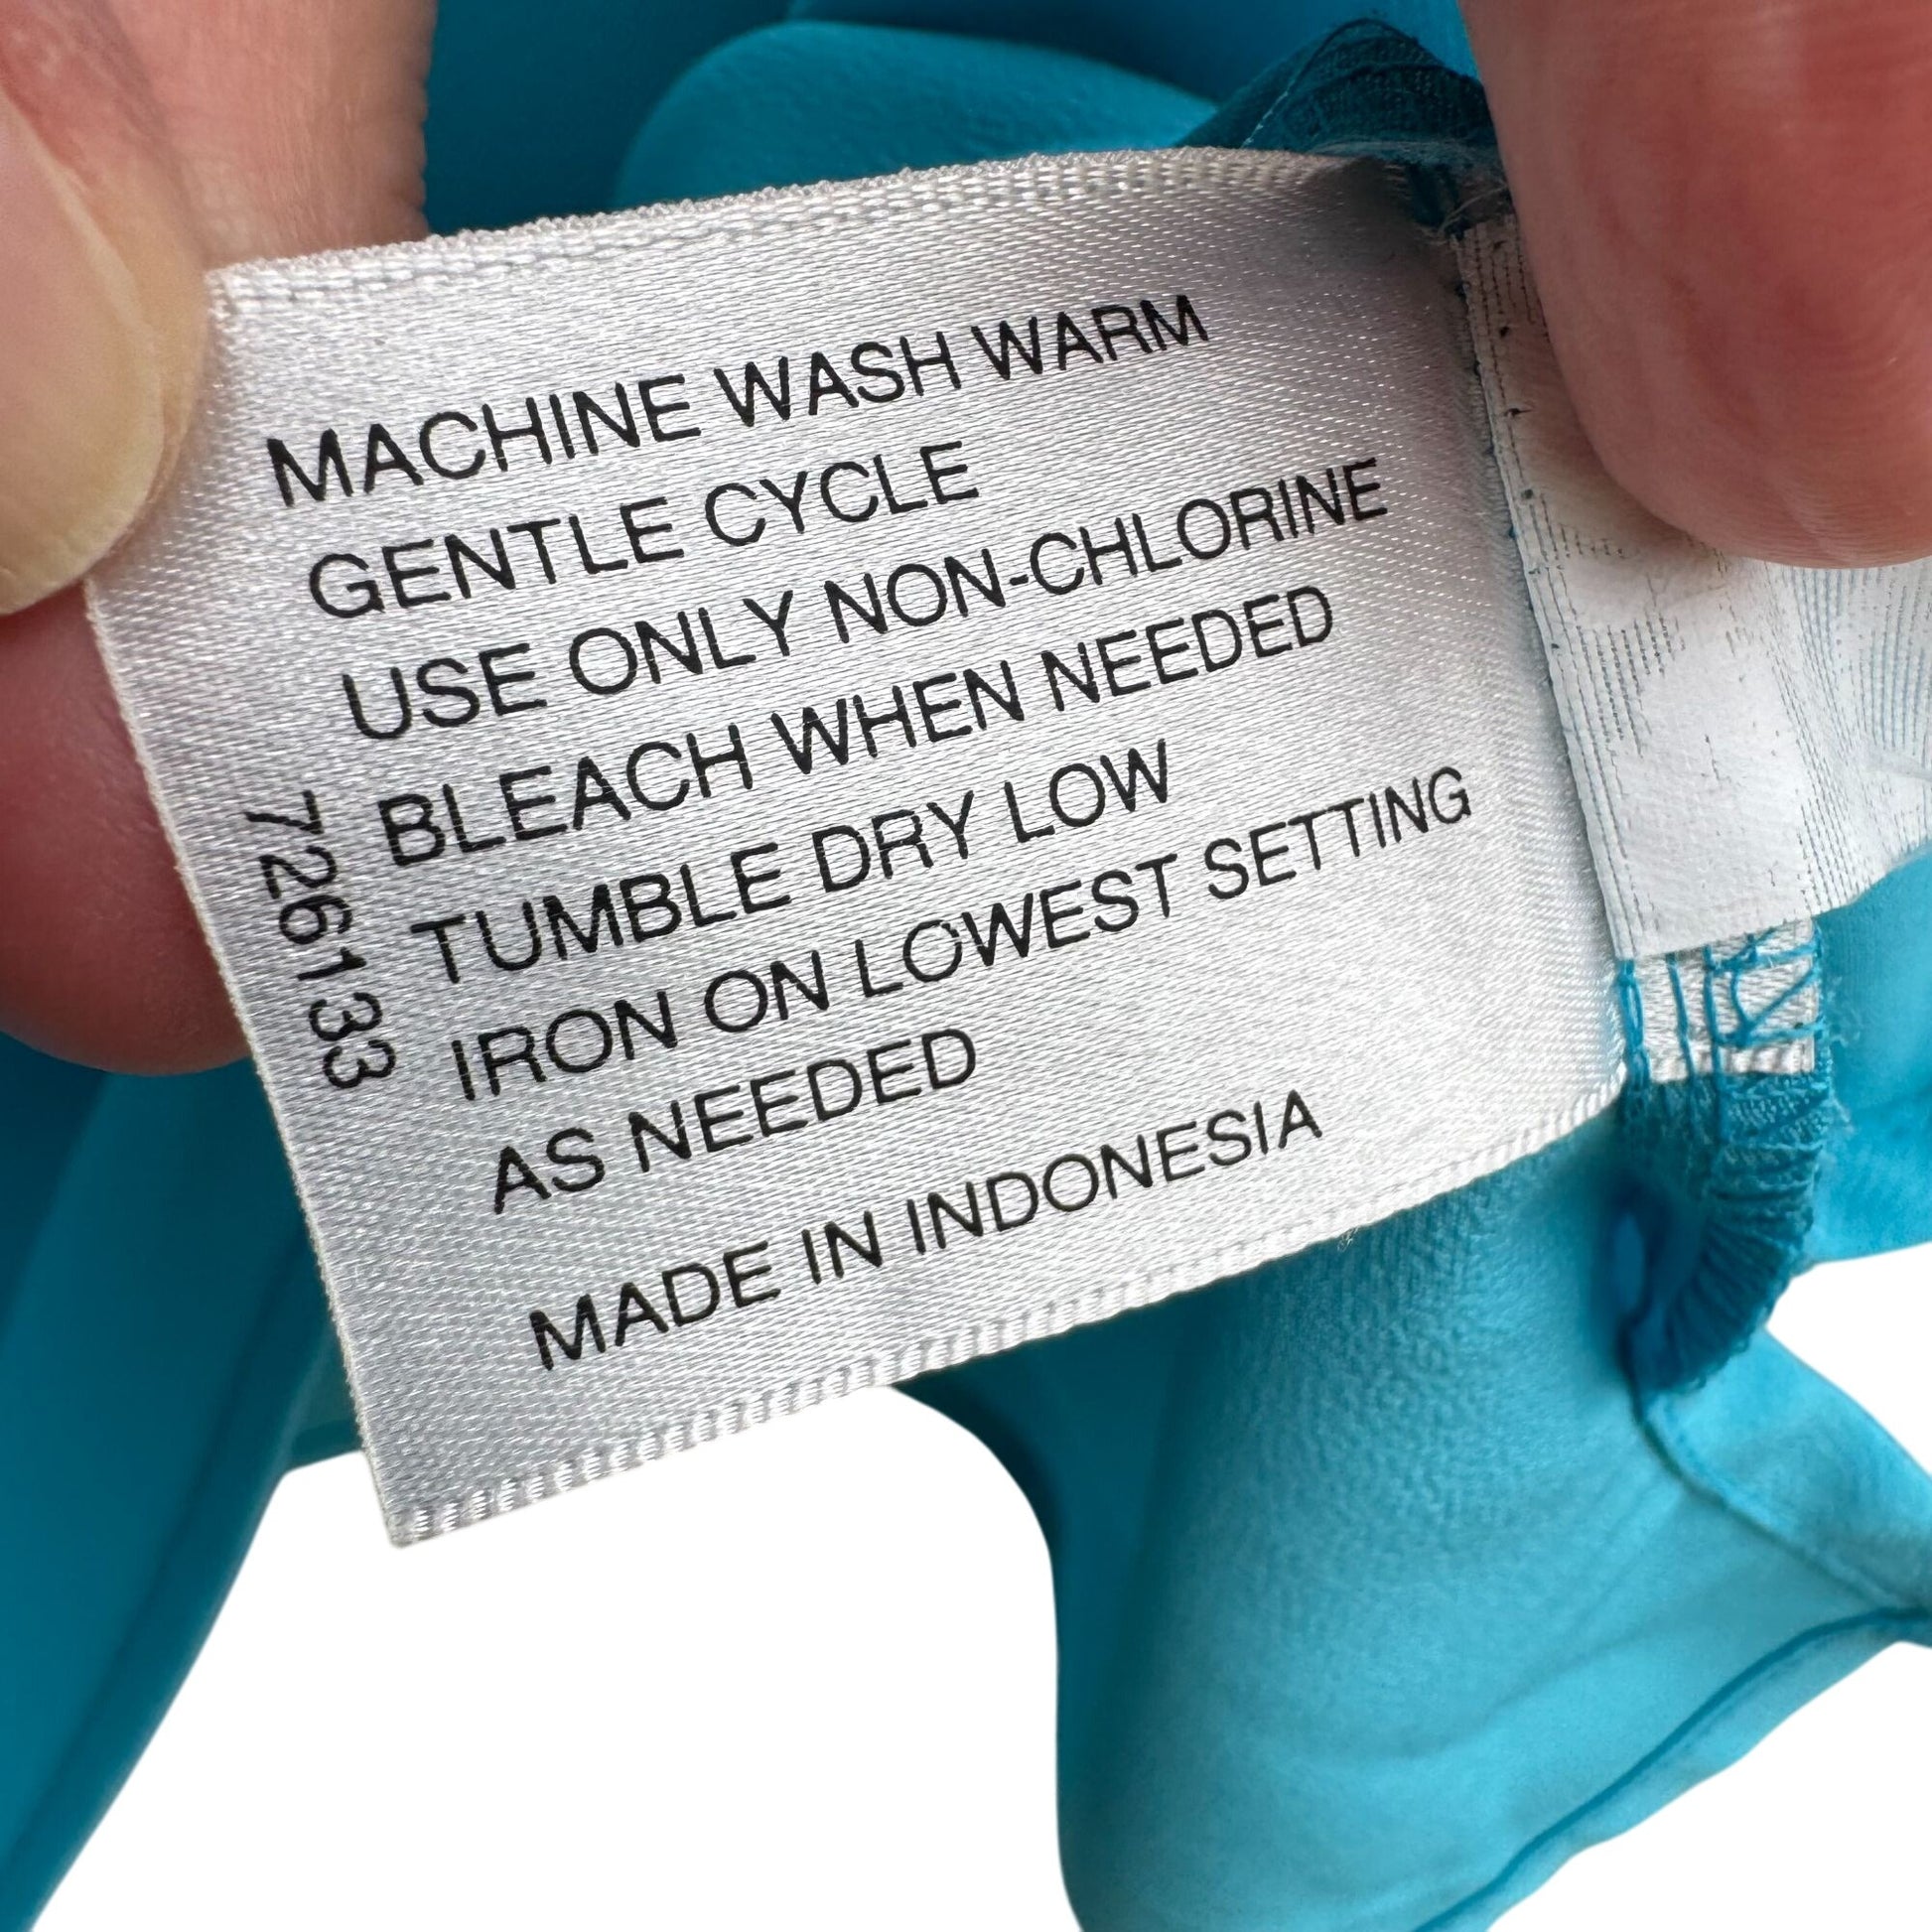 MACHINE WASH WARM
GENTLE CYCLE
USE ONLY NON-CHLORINE
BLEACH WHEN NEEDED
TUMBLE DRY LOW
IRON ON LOWEST SETTING
AS NEEDED
MADE IN INDONESIA
726133